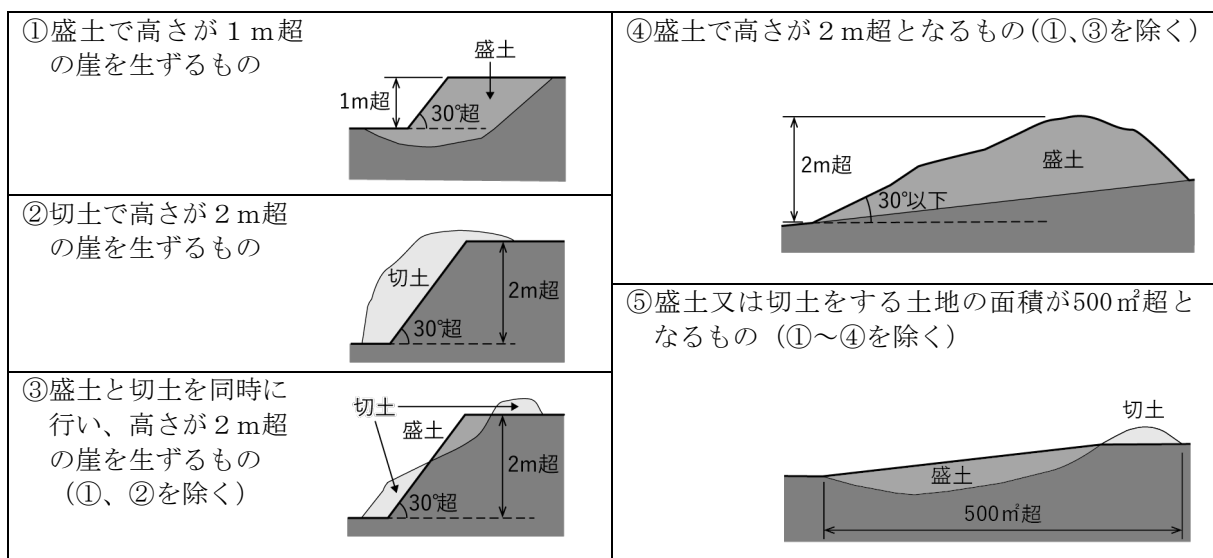 ①盛土で高さが１ｍ超
の崖を生ずるもの
盛土
1m超
30°超
②切土で高さが２ｍ超
の崖を生ずるもの
切土
2m超
30°超
③盛土と切土を同時に
行い、高さが２ｍ超
の崖を生ずるもの
（①、②を除く）
切土
盛土
2m超
30°超
④盛土で高さが２ｍ超となるもの（①、③を除く）
2m超
盛土
30°以下
⑤盛土又は切土をする土地の面積が500㎡超と
なるもの（①～④を除く）
切土
盛土
500㎡超